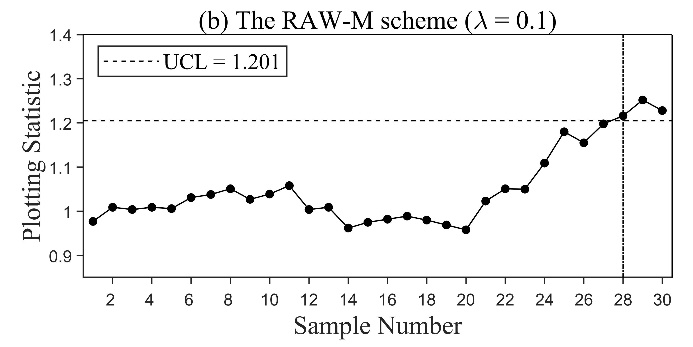 (b) The RAW-M scheme (λ = 0.1)
1.4
1.3
1.2
1.1
1
0.9
UCL = 1.201
Plotting Statistic
2 4 6 8 10 12 14 16 18 20 22 24 26 28 30
Sample Number